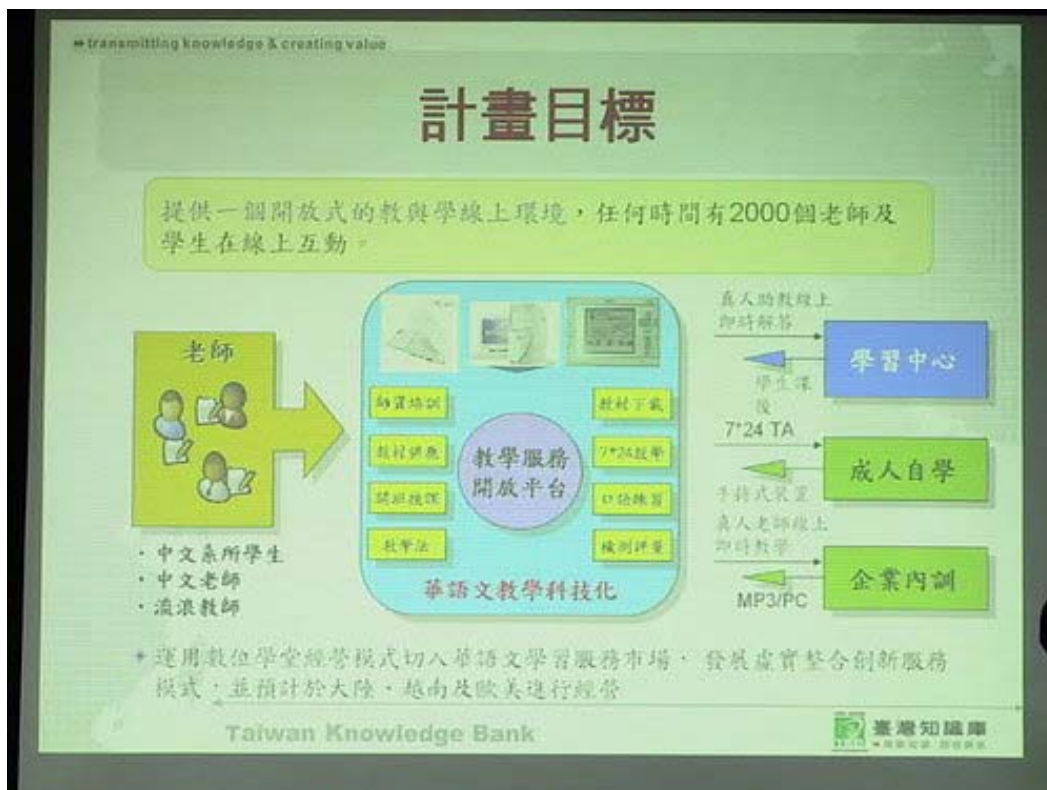 transmitting knowledge & creating value
計畫目標
提供一個開放式的教與學線上環境，任何時間有2000個老師及
學生在線上互動。
老師
・中文系所學生
・中文老師
・流浪教師
師資培訓
教材供應
開班授課
教學法
教學服務
開放平台
教材下載
7*24教學
口語練習
檢測評量
華語文教學科技化
真人助教線上
即時解答
學生課
後
7*24 TA
手持式裝置
真人老師線上
即時教學
MP3/PC
學習中心
成人自學
企業內訓
運用數位學堂經營模式切入華語文學習服務市場， 發展虛實整合創新服務
模式，並預計於大陸、越南及歐美進行經營
Taiwan Knowledge Bank
臺灣知識庫